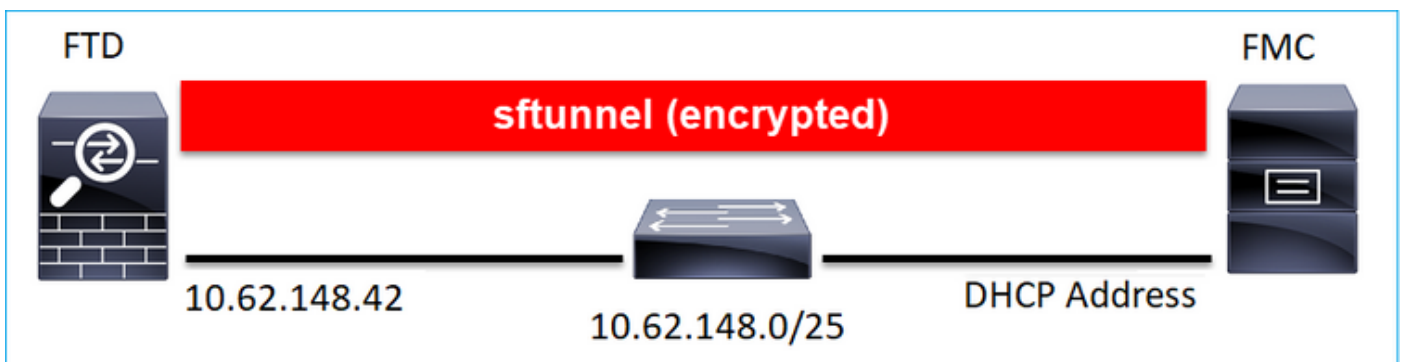 FTD
FMC
sftunnel (encrypted)
10.62.148.42
DHCP Address
10.62.148.0/25